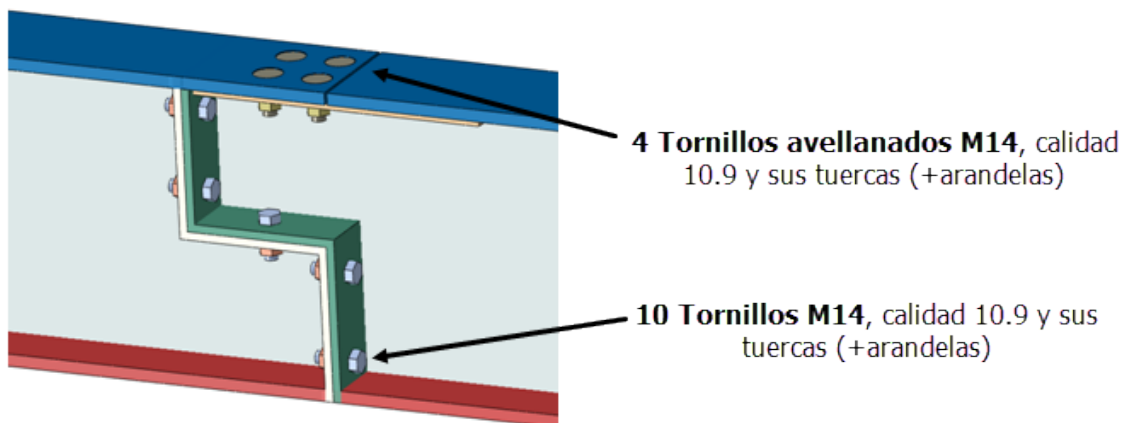 4 Tornillos avellanados M14, calidad
10.9 y sus tuercas (+arandelas)
10 Tornillos M14, calidad 10.9 y sus
tuercas (+arandelas)